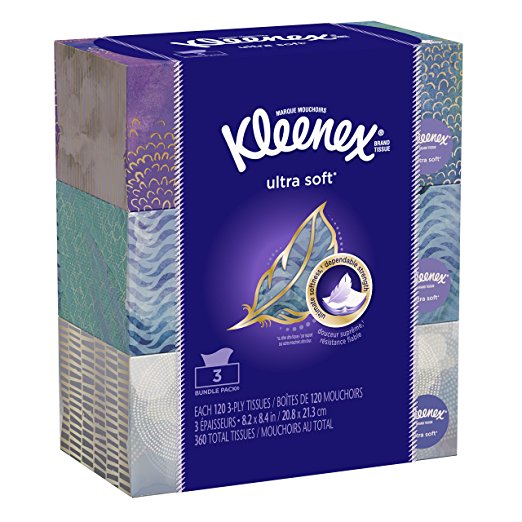 Kleenex
MARQUE MOUCHOIRS
Kleenex®
BRAND
TISSUE
ultra soft*
ultimate softness, dependable strength
douceur suprême,
résistance fiable
3
BUNDLE PACK
EACH 120 3-PLY TISSUES / BOÎTES DE 120 MOUCHOIRS
3 ÉPAISSEURS • 8.2 x 8.4 in / 20.8 x 21.3 cm
360 TOTAL TISSUES / MOUCHOIRS AU TOTAL
Kleenex
ultra soft
Kleenex
ultra soft
Kleenex
ultra soft